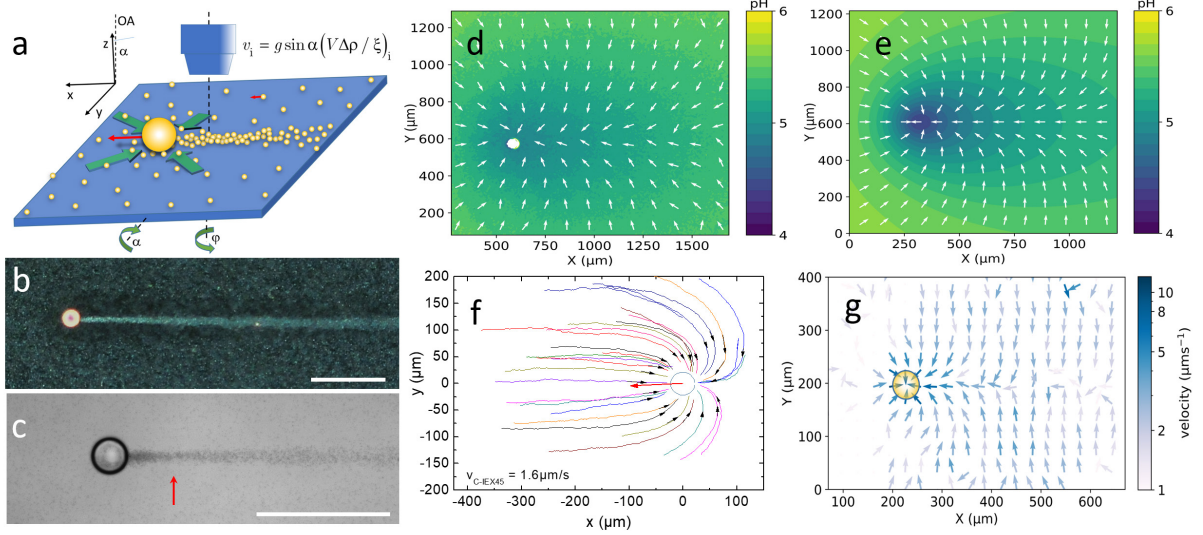 a
OA
α
z
x
y
v_i = g sin α (VΔρ / ξ)_i
α
φ
b
c
d
pH
6
5
4
1200
1000
800
600
400
200
Y (µm)
500
750
1000
1250
1500
X (µm)
e
pH
6
5
4
1200
1000
800
600
400
200
0
Y (µm)
0
250
500
750
1000
X (µm)
f
200
150
100
50
0
-50
-100
-150
-200
y (µm)
v_C-IEX45 = 1.6µm/s
-400
-300
-200
-100
0
100
x (µm)
g
400
300
200
100
0
Y (µm)
100
200
300
400
500
600
X (µm)
10
5
2
1
velocity (µms⁻¹)